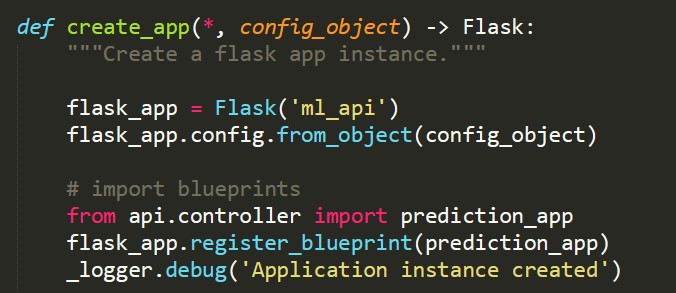 def create_app(*, config_object) -> Flask:
    """Create a flask app instance."""
    flask_app = Flask('ml_api')
    flask_app.config.from_object(config_object)
    # import blueprints
    from api.controller import prediction_app
    flask_app.register_blueprint(prediction_app)
    _logger.debug('Application instance created')